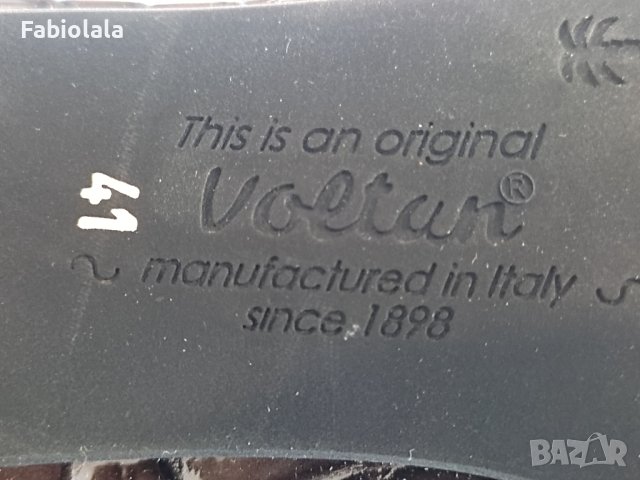 Fabiolala
This is an original
Voltan®
manufactured in Italy
since 1898
41
BAZAR